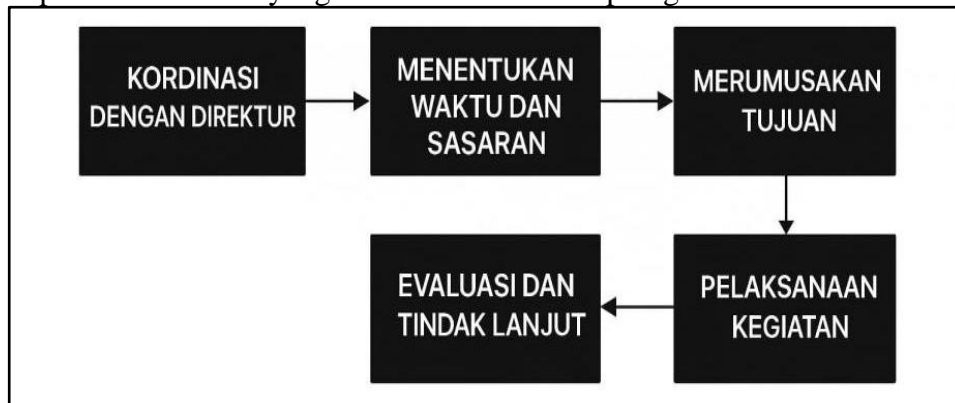 KORDINASI
DENGAN DIREKTUR
MENENTUKAN
WAKTU DAN
SASARAN
MERUMUSAKAN
TUJUAN
PELAKSANAAN
KEGIATAN
EVALUASI DAN
TINDAK LANJUT